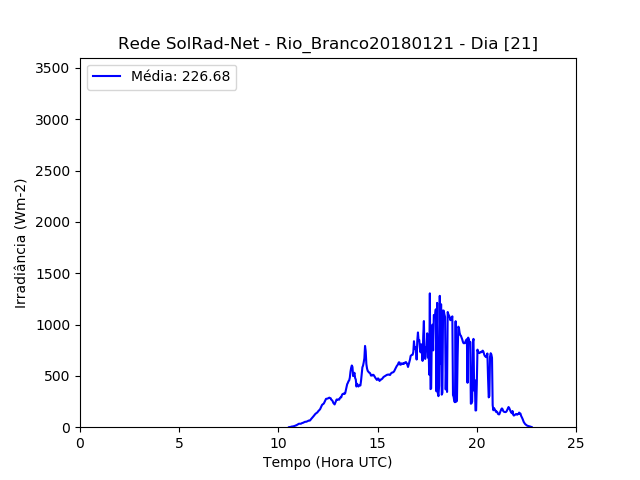 Rede SolRad-Net - Rio_Branco20180121 - Dia [21]
Média: 226.68
3500
3000
2500
2000
1500
1000
500
0
Irradiância (Wm-2)
0 5 10 15 20 25
Tempo (Hora UTC)